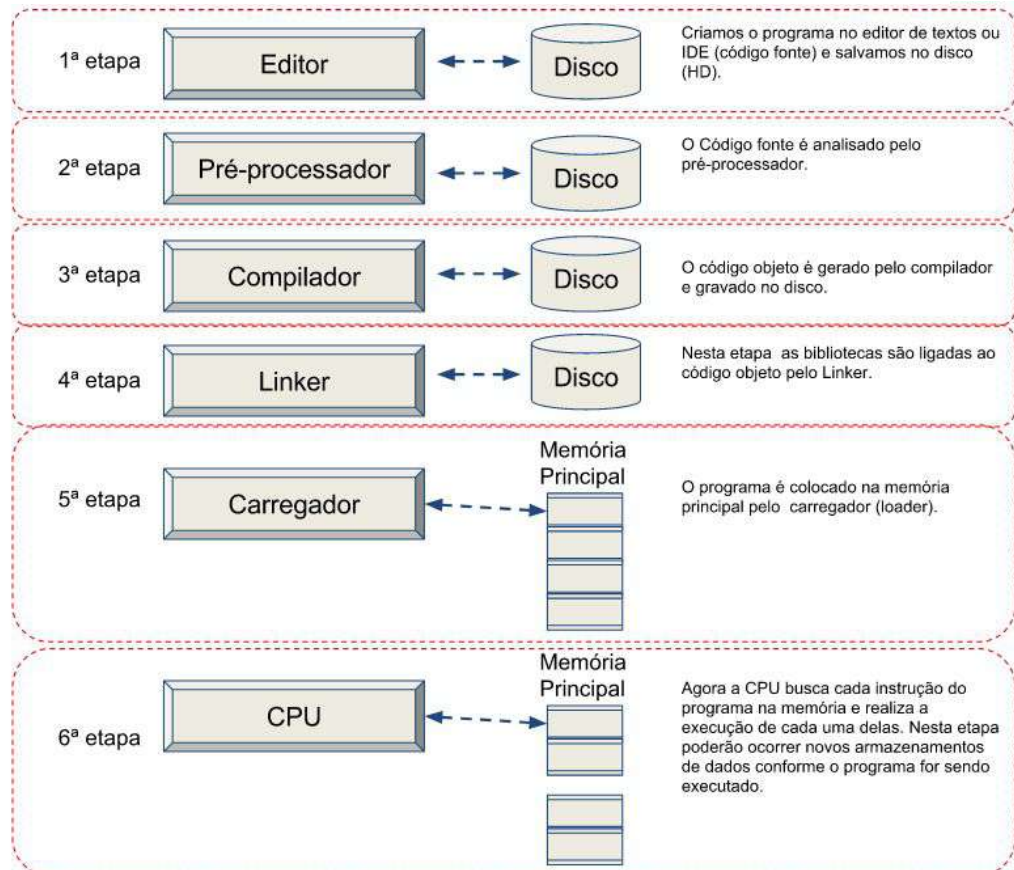 1ª etapa
Editor
Disco
Criamos o programa no editor de textos ou
IDE (código fonte) e salvamos no disco
(HD).
2ª etapa
Pré-processador
Disco
O Código fonte é analisado pelo
pré-processador.
3ª etapa
Compilador
Disco
O código objeto é gerado pelo compilador
e gravado no disco.
4ª etapa
Linker
Disco
Nesta etapa as bibliotecas são ligadas ao
código objeto pelo Linker.
5ª etapa
Carregador
Memória
Principal
O programa é colocado na memória
principal pelo carregador (loader).
6ª etapa
CPU
Memória
Principal
Agora a CPU busca cada instrução do
programa na memória e realiza a
execução de cada uma delas. Nesta etapa
poderão ocorrer novos armazenamentos
de dados conforme o programa for sendo
executado.